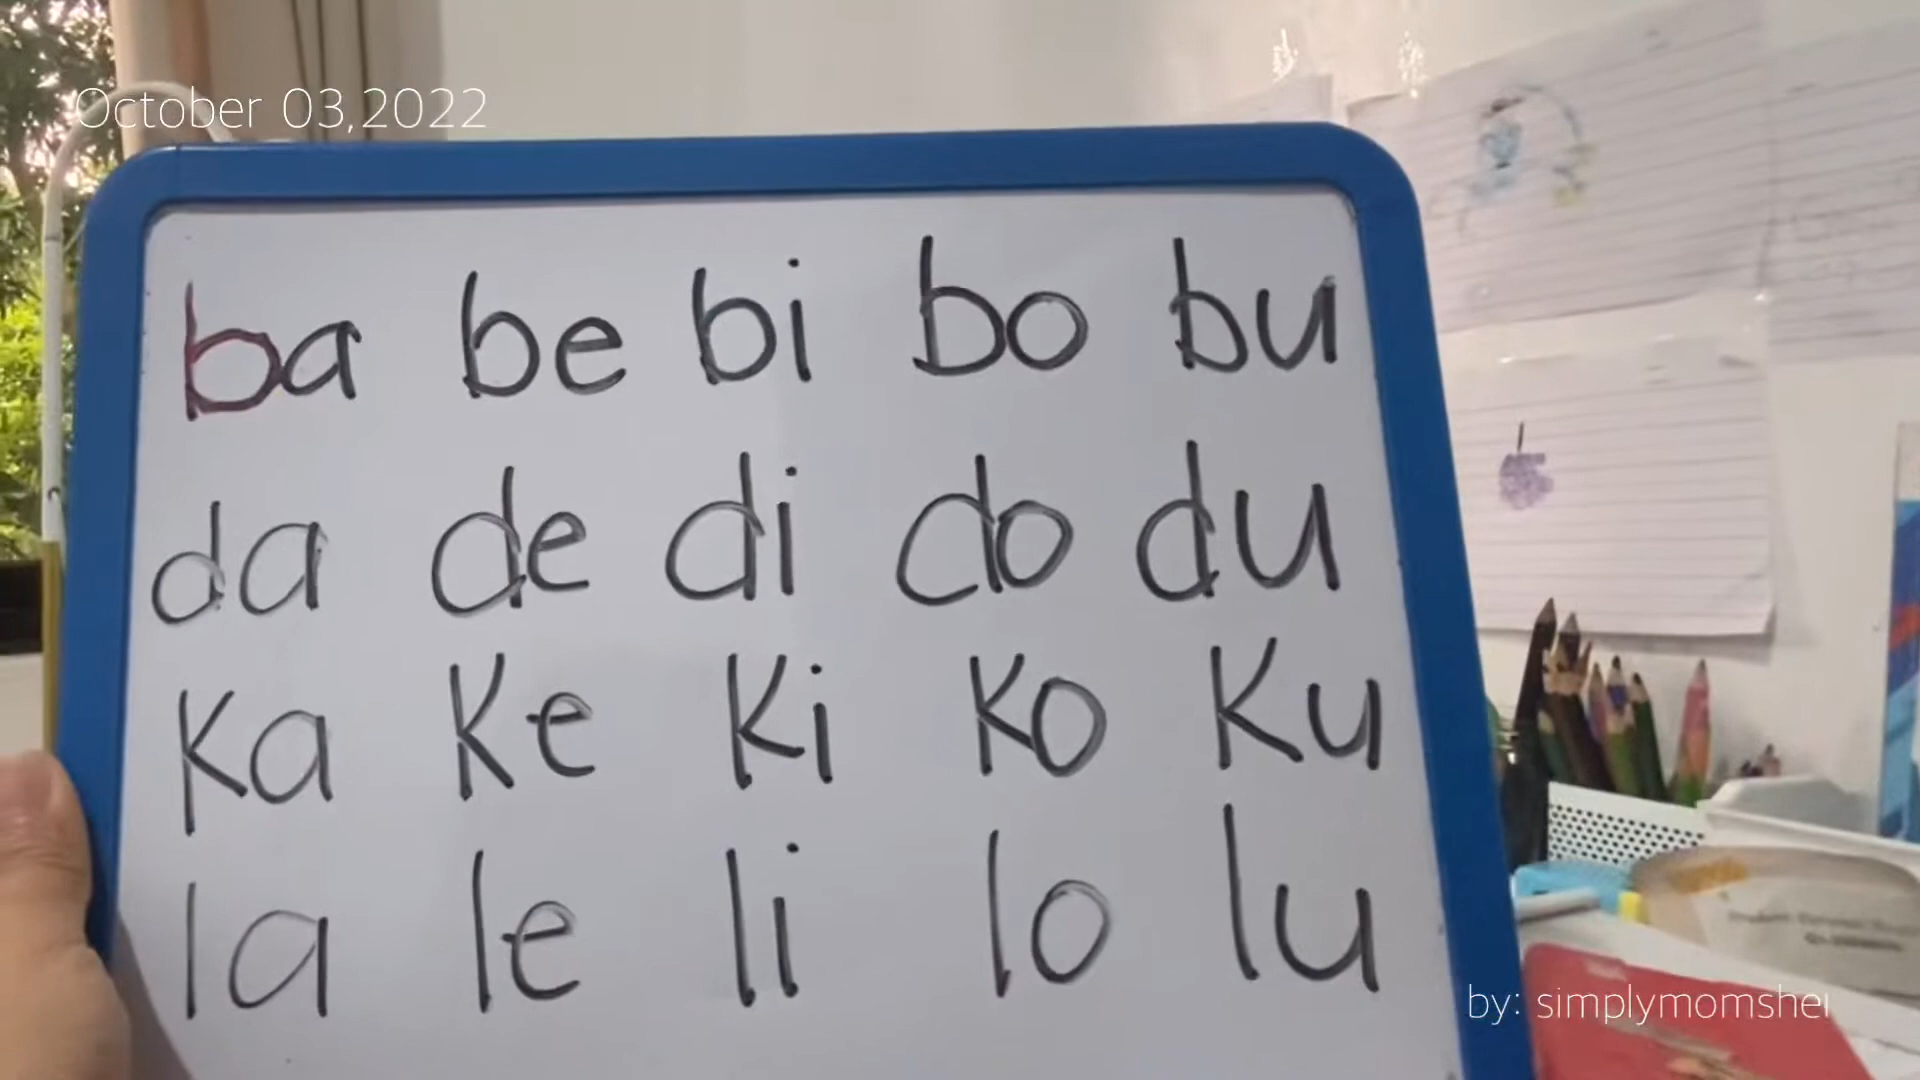 October 03,2022
ba be bi bo bu
da de di do du
Ka Ke Ki Ko Ku
la le li lo lu
by: simplymomshei